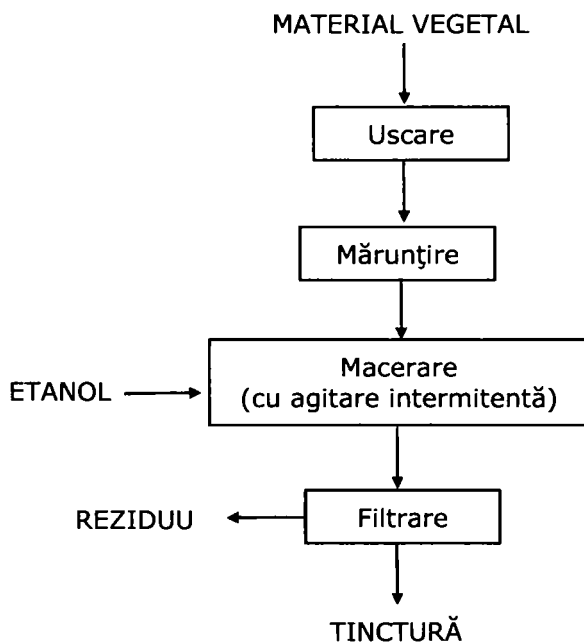 MATERIAL VEGETAL
Uscare
Mărunţire
Macerare
(cu agitare intermitentă)
ETANOL
Filtrare
REZIDUU
TINCTURĂ